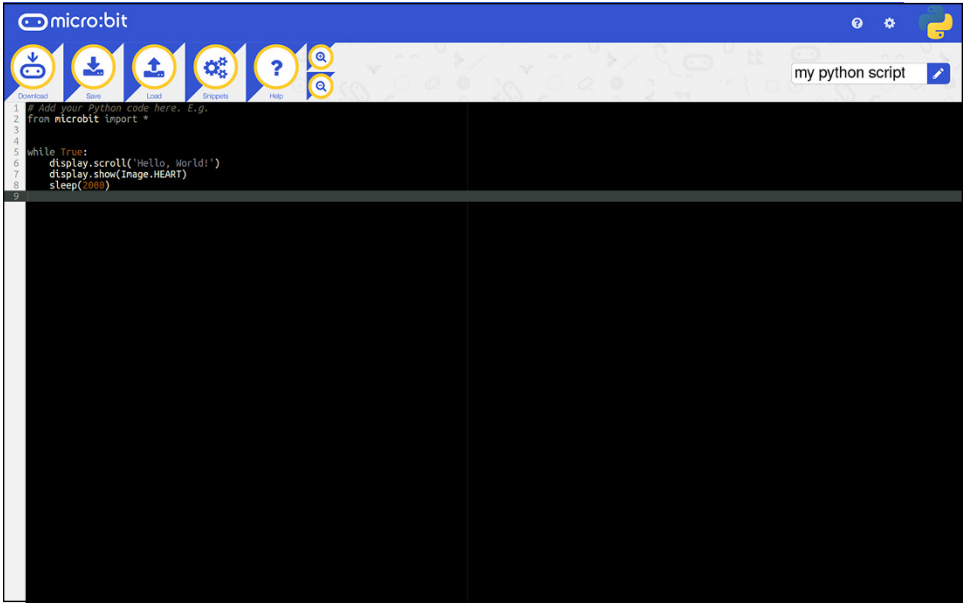 micro:bit
Download Save Load Snippets Help
my python script
1 # Add your Python code here. E.g.
2 from microbit import *
3
4
5 while True:
6     display.scroll('Hello, World!')
7     display.show(Image.HEART)
8     sleep(2000)
9